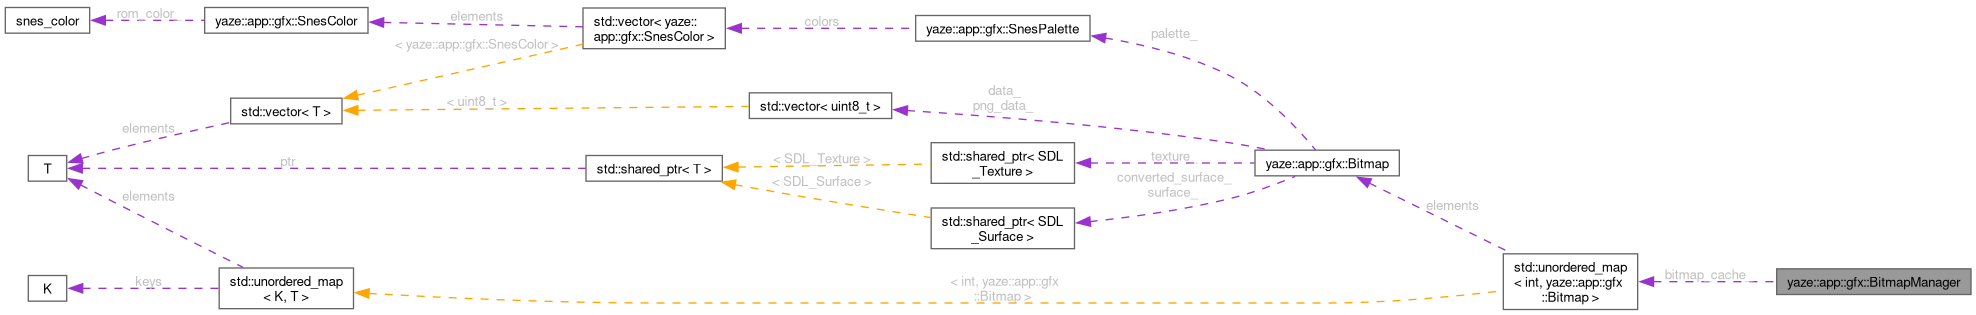 snes_color
rom_color
yaze::app::gfx::SnesColor
elements
std::vector< yaze::
app::gfx::SnesColor >
colors
yaze::app::gfx::SnesPalette
palette_
< yaze::app::gfx::SnesColor >
std::vector< T >
< uint8_t >
std::vector< uint8_t >
data_
png_data_
elements
T
ptr
std::shared_ptr< T >
< SDL_Texture >
std::shared_ptr< SDL
_Texture >
texture_
yaze::app::gfx::Bitmap
< SDL_Surface >
std::shared_ptr< SDL
_Surface >
converted_surface_
surface_
elements
elements
K
keys
std::unordered_map
< K, T >
< int, yaze::app::gfx
::Bitmap >
std::unordered_map
< int, yaze::app::gfx
::Bitmap >
bitmap_cache_
yaze::app::gfx::BitmapManager